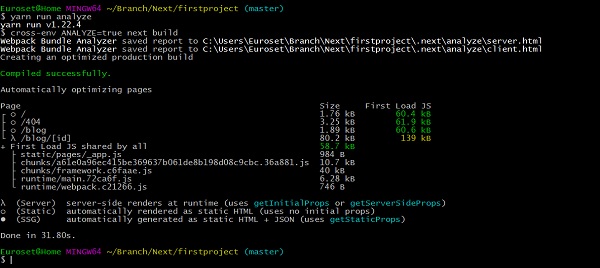 Euroset@Home MINGW64 ~/Branch/Next/firstproject (master)
$ yarn run analyze
yarn run v1.22.4
$ cross-env ANALYZE=true next build
Webpack Bundle Analyzer saved report to C:\Users\Euroset\Branch\Next\firstproject\.next\analyze\server.html
Webpack Bundle Analyzer saved report to C:\Users\Euroset\Branch\Next\firstproject\.next\analyze\client.html
Creating an optimized production build
Compiled successfully.
Automatically optimizing pages
Page Size First Load JS
┌ ○ / 1.76 kB 60.4 kB
├ ○ /404 3.25 kB 61.9 kB
├ ○ /blog 1.89 kB 60.6 kB
└ λ /blog/[id] 80.2 kB 139 kB
+ First Load JS shared by all 58.7 kB
├ static/pages/_app.js 984 B
├ chunks/a61e0a96ec415be369637b061de8b198d08c9cbc.36a881.js 10.7 kB
├ chunks/framework.c6faae.js 40 kB
├ runtime/main.72ca6f.js 6.28 kB
└ runtime/webpack.c21266.js 746 B
λ (Server) server-side renders at runtime (uses getInitialProps or getServerSideProps)
○ (Static) automatically rendered as static HTML (uses no initial props)
● (SSG) automatically generated as static HTML + JSON (uses getStaticProps)
Done in 31.80s.
Euroset@Home MINGW64 ~/Branch/Next/firstproject (master)
$